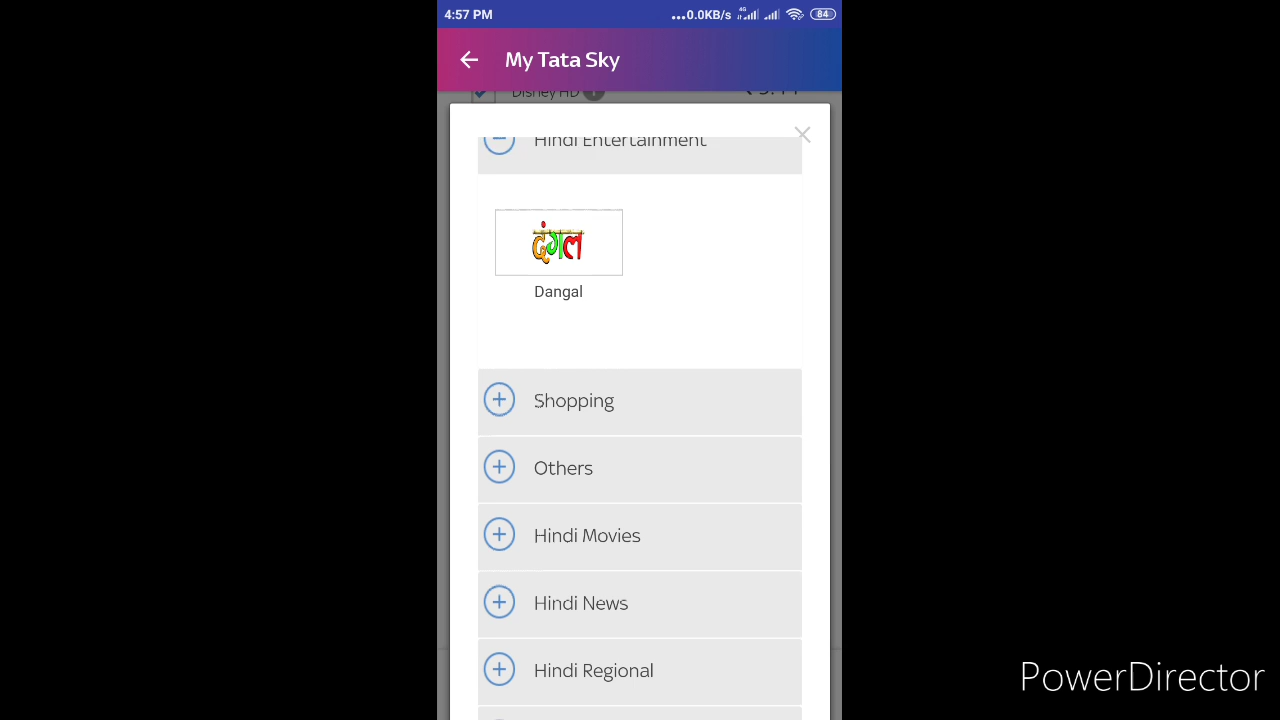 4:57 PM ...0.0KB/s 4G 84
My Tata Sky
Disney HD
Hindi Entertainment
दंगल
Dangal
Shopping
Others
Hindi Movies
Hindi News
Hindi Regional
PowerDirector